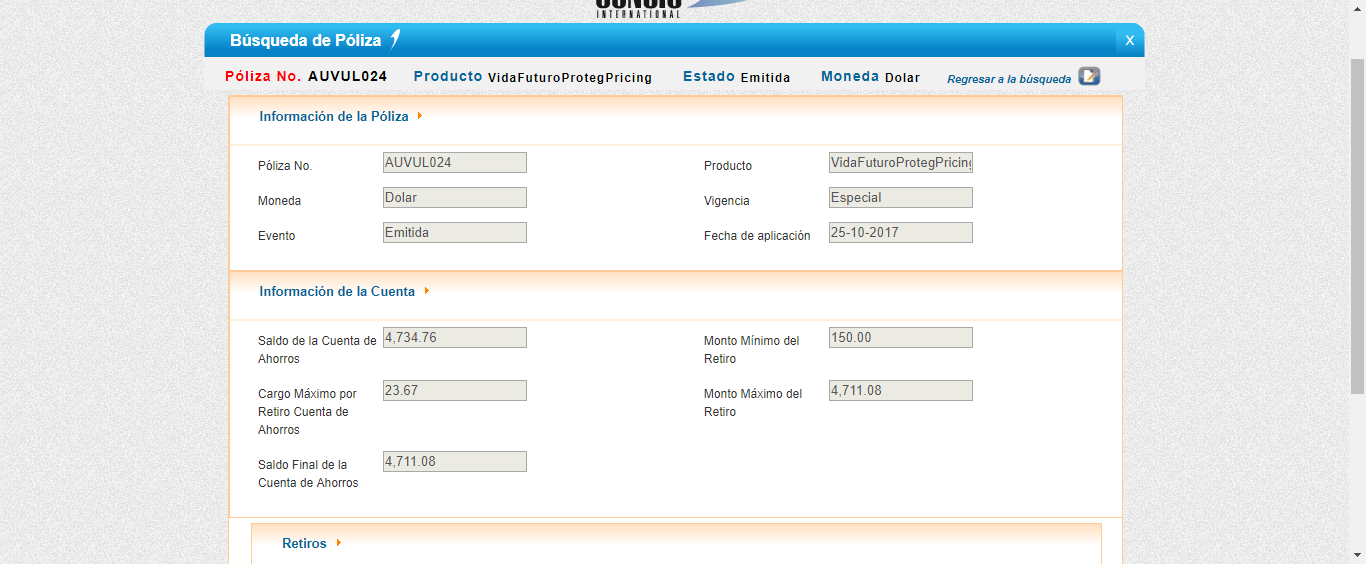 INTERNATIONAL
Búsqueda de Póliza X
Póliza No. AUVUL024 Producto VidaFuturoProtegPricing Estado Emitida Moneda Dolar Regresar a la búsqueda
Información de la Póliza
Póliza No. AUVUL024 Producto VidaFuturoProtegPricing
Moneda Dolar Vigencia Especial
Evento Emitida Fecha de aplicación 25-10-2017
Información de la Cuenta
Saldo de la Cuenta de 4,734.76 Monto Mínimo del 150.00
Ahorros Retiro
Cargo Máximo por 23.67 Monto Máximo del 4,711.08
Retiro Cuenta de Retiro
Ahorros
Saldo Final de la 4,711.08
Cuenta de Ahorros
Retiros